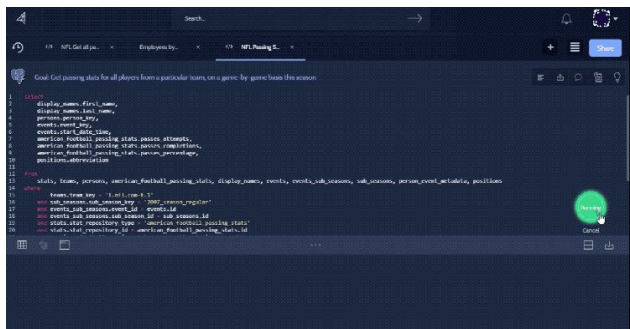 Search...
NFL Get all pa... ×
Employees by... ×
</> NFL Passing S... ×
+
Share
Goal: Get passing stats for all players from a particular team, on a game-by-game basis this season
1 select
2 display_names.first_name,
3 display_names.last_name,
4 persons.person_key,
5 events.event_key,
6 events.start_date_time,
7 american_football_passing_stats.passes_attempts,
8 american_football_passing_stats.passes_completions,
9 american_football_passing_stats.passes_percentage,
10 positions.abbreviation
11
12 from
13 stats, teams, persons, american_football_passing_stats, display_names, events, events_sub_seasons, sub_seasons, person_event_metadata, positions
14 where
15 teams.team_key =
16 and sub_seasons.sub_season_key = '2007_season_regular'
17 and events_sub_seasons.event_id = events.id
18 and events_sub_seasons.sub_season_id = sub_seasons.id
19 and stats.stat_repository_type = 'american_football_passing_stats'
20 and stats.stat_repository_id = american_football_passing_stats.id
Running
Cancel